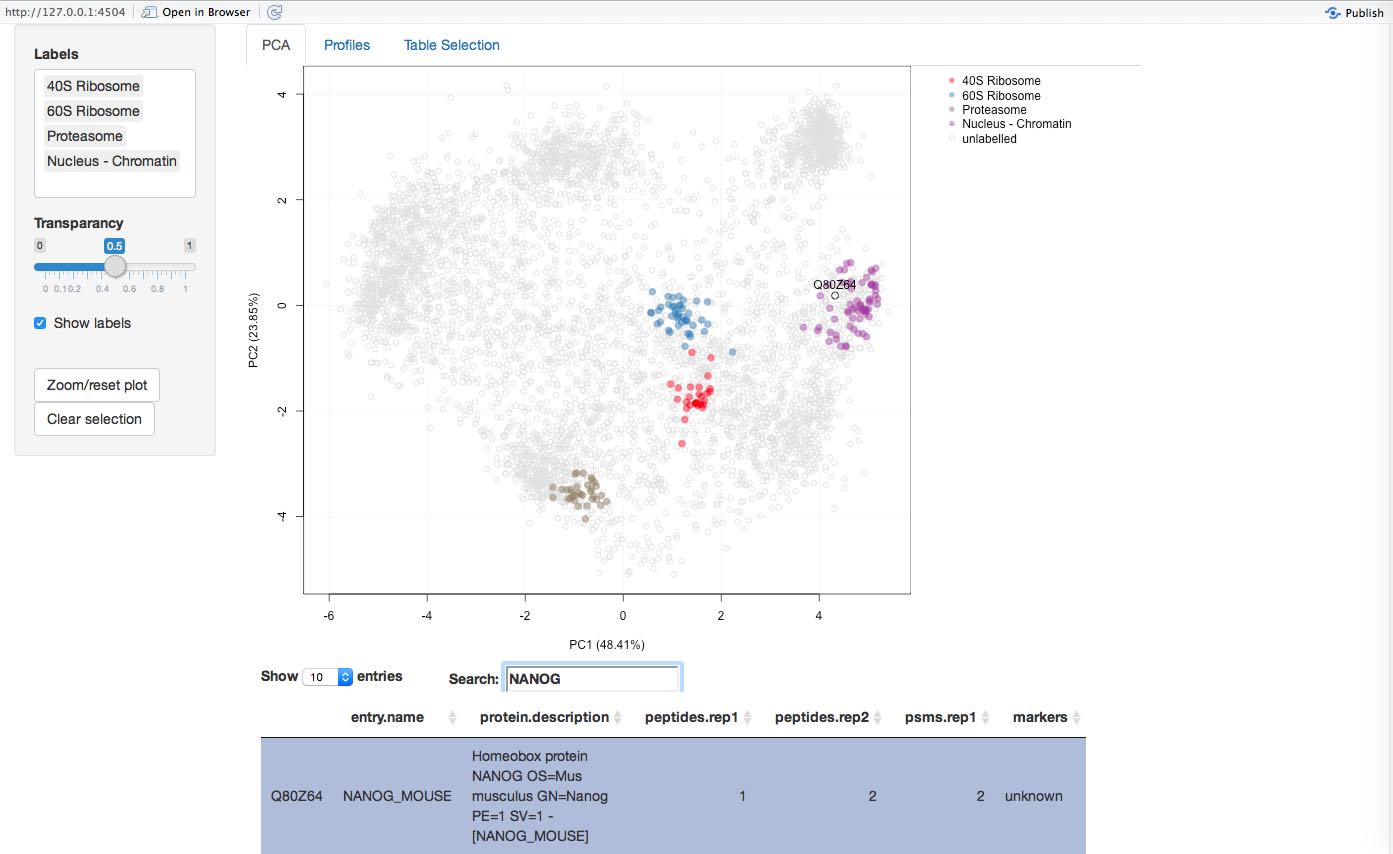 http://127.0.0.1:4504 Open in Browser Publish
Labels
40S Ribosome
60S Ribosome
Proteasome
Nucleus - Chromatin
Transparancy
0 0.5 1
0 0.10.2 0.4 0.6 0.8 1
Show labels
Zoom/reset plot
Clear selection
PCA Profiles Table Selection
40S Ribosome
60S Ribosome
Proteasome
Nucleus - Chromatin
unlabelled
4
2
0
-2
-4
PC2 (23.85%)
Q80Z64
-6 -4 -2 0 2 4
PC1 (48.41%)
Show 10 entries Search: NANOG
entry.name protein.description peptides.rep1 peptides.rep2 psms.rep1 markers
Homeobox protein
NANOG OS=Mus
Q80Z64 NANOG_MOUSE musculus GN=Nanog 1 2 2 unknown
PE=1 SV=1 -
[NANOG_MOUSE]